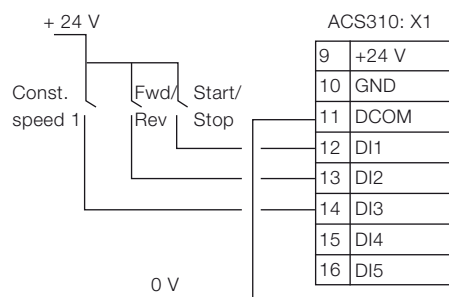 + 24 V
ACS310: X1
9 +24 V
10 GND
Const. Fwd/ Start/
speed 1 Rev Stop
11 DCOM
12 DI1
13 DI2
14 DI3
15 DI4
16 DI5
0 V